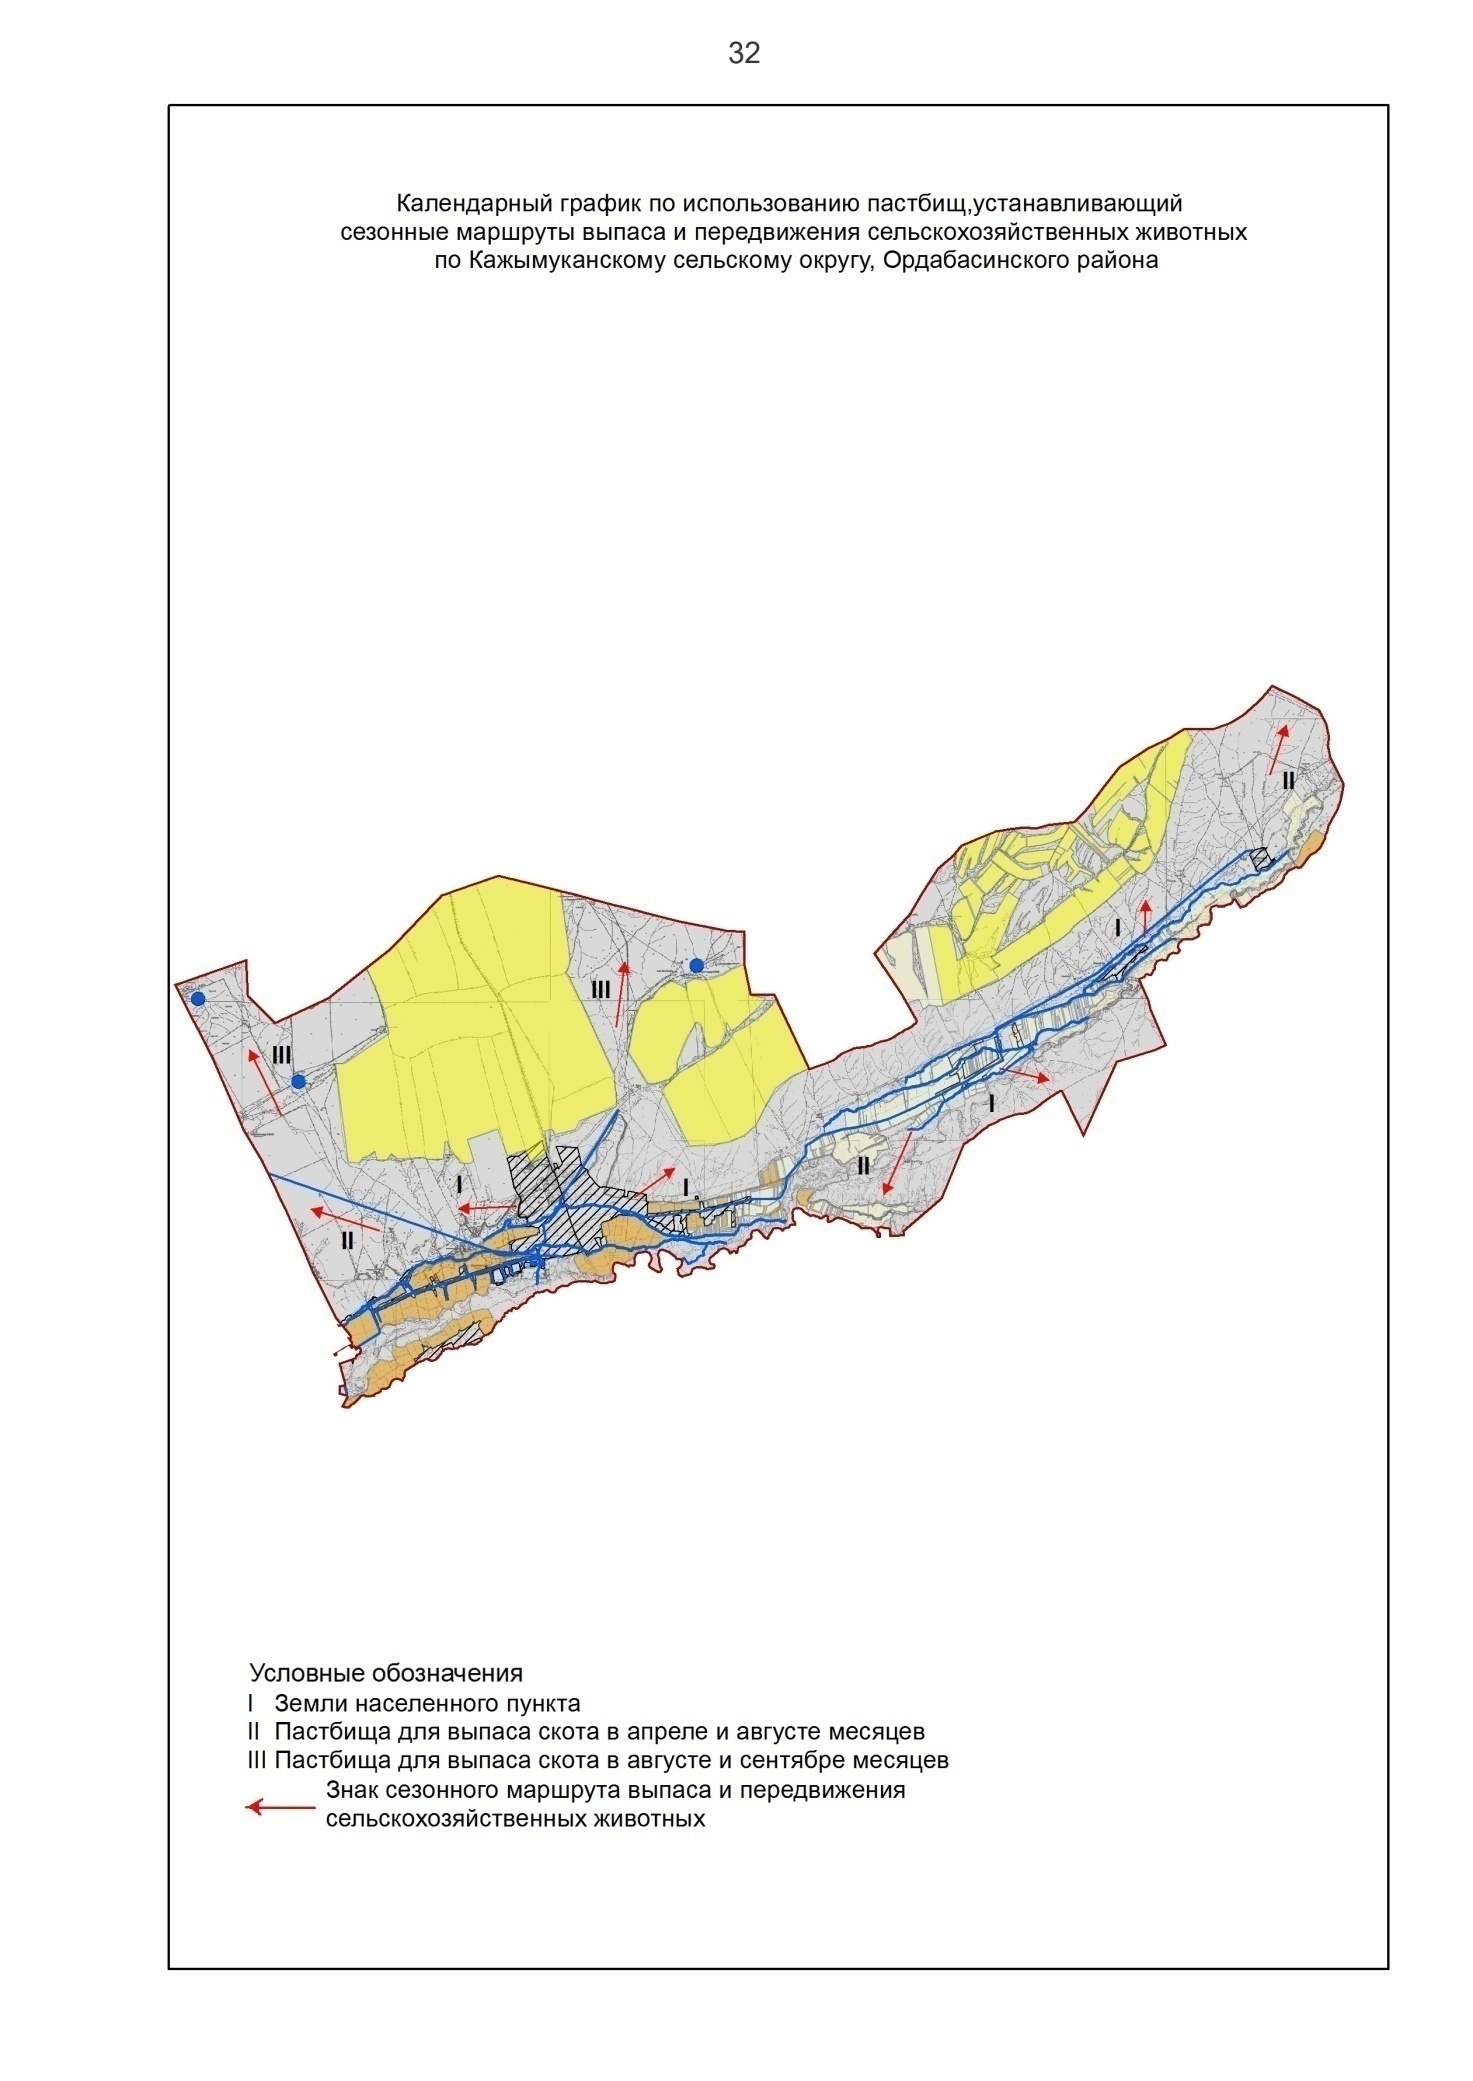 32
Календарный график по использованию пастбищ,устанавливающий
сезонные маршруты выпаса и передвижения сельскохозяйственных животных
по Кажымуканскому сельскому округу, Ордабасинского района
II
I
III
III
I
II
I
I
II
Условные обозначения
I Земли населенного пункта
II Пастбища для выпаса скота в апреле и августе месяцев
III Пастбища для выпаса скота в августе и сентябре месяцев
Знак сезонного маршрута выпаса и передвижения
сельскохозяйственных животных